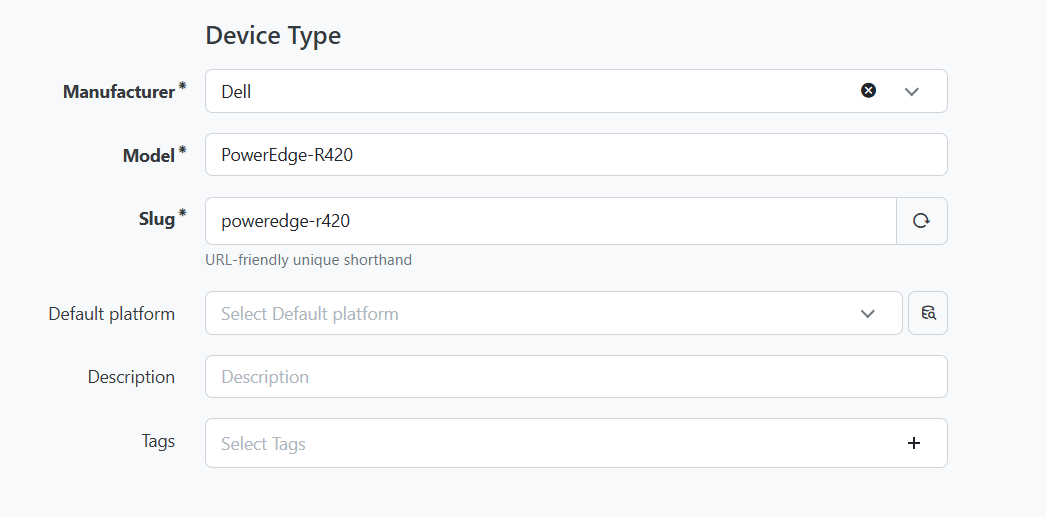 Device Type
Manufacturer *
Dell
Model *
PowerEdge-R420
Slug *
poweredge-r420
URL-friendly unique shorthand
Default platform
Select Default platform
Description
Description
Tags
Select Tags